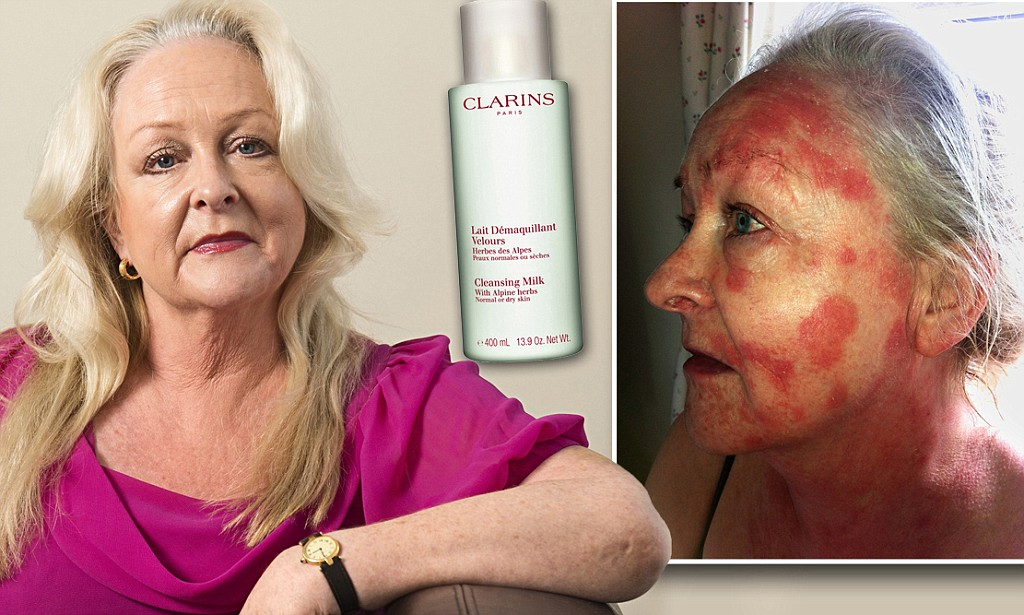 CLARINS
PARIS
Lait Démaquillant
Velours
Herbes des Alpes
Peaux normales ou sèches
Cleansing Milk
With Alpine herbs
Normal or dry skin
℮ 400 mL 13.9 Oz. Net Wt.